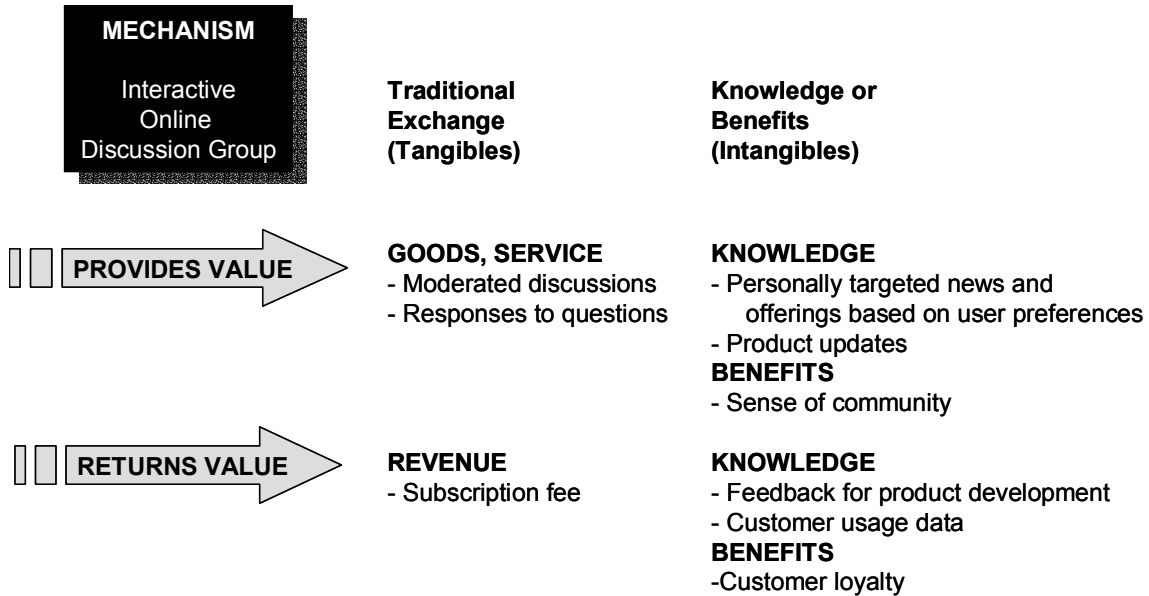 MECHANISM
Interactive
Online
Discussion Group
Traditional
Exchange
(Tangibles)
Knowledge or
Benefits
(Intangibles)
PROVIDES VALUE
GOODS, SERVICE
- Moderated discussions
- Responses to questions
KNOWLEDGE
- Personally targeted news and
offerings based on user preferences
- Product updates
BENEFITS
- Sense of community
RETURNS VALUE
REVENUE
- Subscription fee
KNOWLEDGE
- Feedback for product development
- Customer usage data
BENEFITS
-Customer loyalty